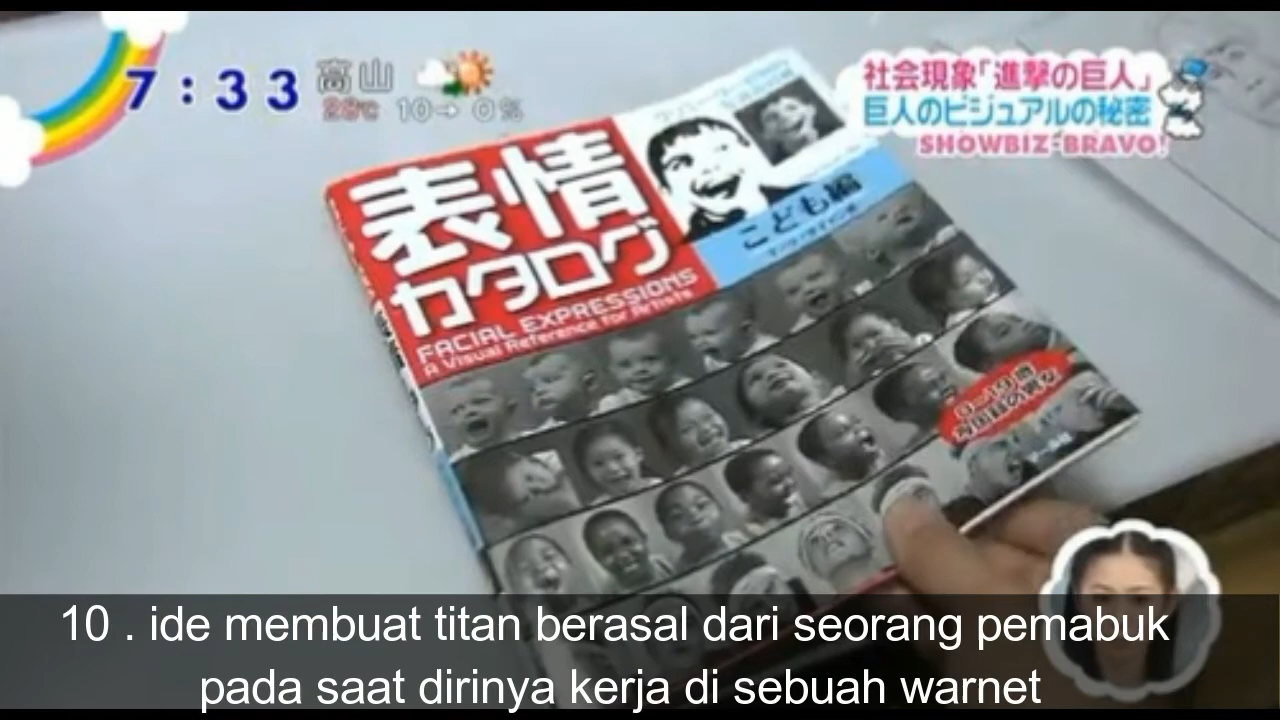 7:33
高山
28℃ 10→ 0%
社会現象「進撃の巨人」
巨人のビジュアルの秘密
SHOWBIZ-BRAVO!
表情
カタログ
FACIAL EXPRESSIONS
A Visual Reference for Artists
こども編
10 . ide membuat titan berasal dari seorang pemabuk
pada saat dirinya kerja di sebuah warnet